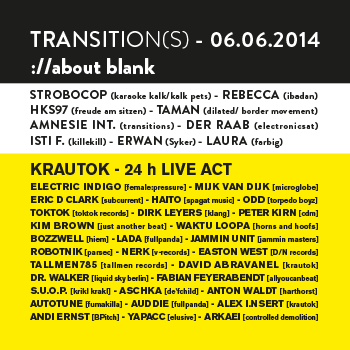 TRANSITION(S) - 06.06.2014
://about blank
STROBOCOP (karaoke kalk/kalk pets) - REBECCA (ibadan)
HKS97 (freude am sitzen) - TAMAN (dilated/ border movement)
AMNESIE INT. (transitions) - DER RAAB (electronicsat)
ISTI F. (killekill) - ERWAN (Syker) - LAURA (farbig)
KRAUTOK - 24 h LIVE ACT
ELECTRIC INDIGO [female:pressure] - MIJK VAN DIJK [microglobe]
ERIC D CLARK [subcurrent] - HAITO [spagat music] - ODD [torpedo boyz]
TOKTOK [toktok records] - DIRK LEYERS [klang] - PETER KIRN [cdm]
KIM BROWN [just another beat] - WAKTU LOOPA [horns and hoofs]
BOZZWELL [hiem] - LADA [fullpanda] - JAMMIN UNIT [jammin masters]
ROBOTNIK [parsec] - NERK [v-records] - EASTON WEST [D/N records]
TALLMEN785 [tallmen records] - DAVID ABRAVANEL [krautok]
DR. WALKER [liquid sky berlin] - FABIAN FEYERABENDT [allyoucanbeat]
S.U.O.P. [krikl krakl] - ASCHKA [de'fchild] - ANTON WALDT [harthorst]
AUTOTUNE [fumakilla] - AUDDIE [fullpanda] - ALEX I.NSERT [krautok]
ANDI ERNST [BPitch] - YAPACC [elusive] - ARKAEI [controlled demolition]